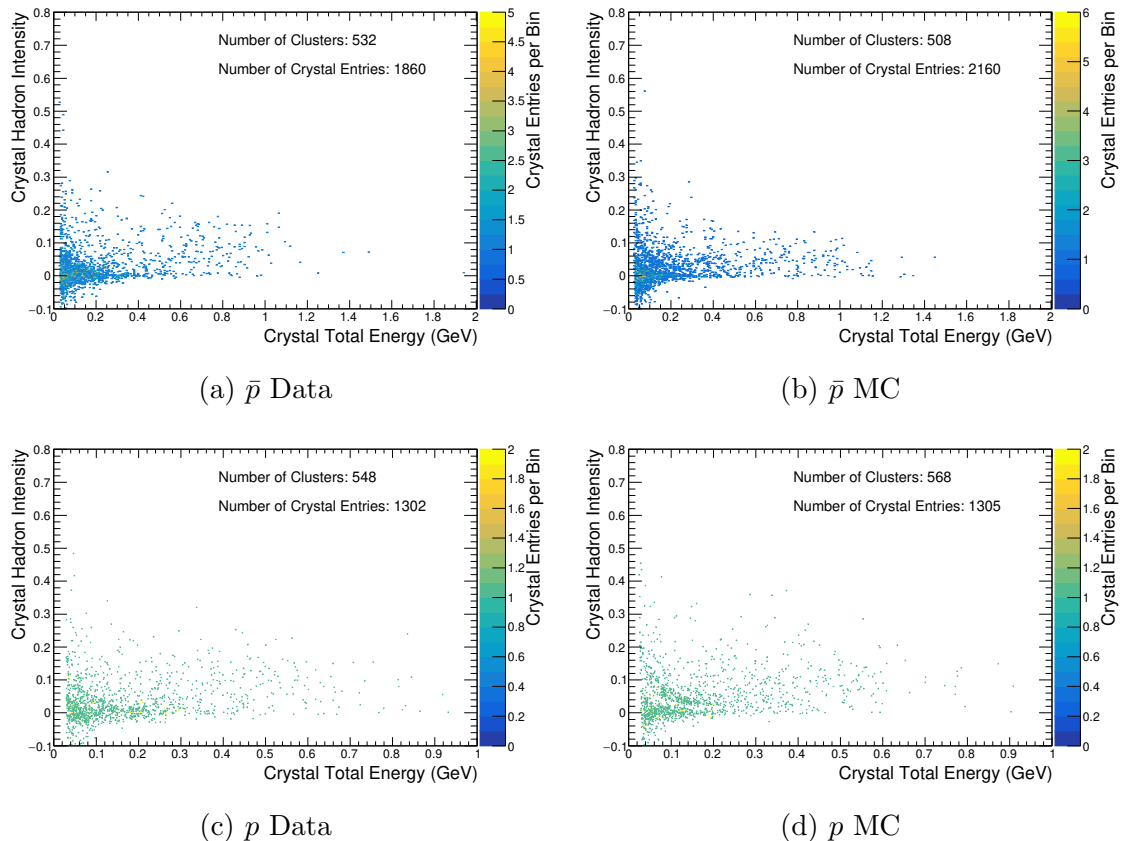 Crystal Hadron Intensity
0.8
0.7
0.6
0.5
0.4
0.3
0.2
0.1
0
−0.1
Number of Clusters: 532
Number of Crystal Entries: 1860
0 0.2 0.4 0.6 0.8 1 1.2 1.4 1.6 1.8 2
Crystal Total Energy (GeV)
5
4.5
4
3.5
3
2.5
2
1.5
1
0.5
0
Crystal Entries per Bin
(a) p̄ Data
Crystal Hadron Intensity
0.8
0.7
0.6
0.5
0.4
0.3
0.2
0.1
0
−0.1
Number of Clusters: 508
Number of Crystal Entries: 2160
0 0.2 0.4 0.6 0.8 1 1.2 1.4 1.6 1.8 2
Crystal Total Energy (GeV)
6
5
4
3
2
1
0
Crystal Entries per Bin
(b) p̄ MC
Crystal Hadron Intensity
0.8
0.7
0.6
0.5
0.4
0.3
0.2
0.1
0
−0.1
Number of Clusters: 548
Number of Crystal Entries: 1302
0 0.1 0.2 0.3 0.4 0.5 0.6 0.7 0.8 0.9 1
Crystal Total Energy (GeV)
2
1.8
1.6
1.4
1.2
1
0.8
0.6
0.4
0.2
0
Crystal Entries per Bin
(c) p Data
Crystal Hadron Intensity
0.8
0.7
0.6
0.5
0.4
0.3
0.2
0.1
0
−0.1
Number of Clusters: 568
Number of Crystal Entries: 1305
0 0.1 0.2 0.3 0.4 0.5 0.6 0.7 0.8 0.9 1
Crystal Total Energy (GeV)
2
1.8
1.6
1.4
1.2
1
0.8
0.6
0.4
0.2
0
Crystal Entries per Bin
(d) p MC